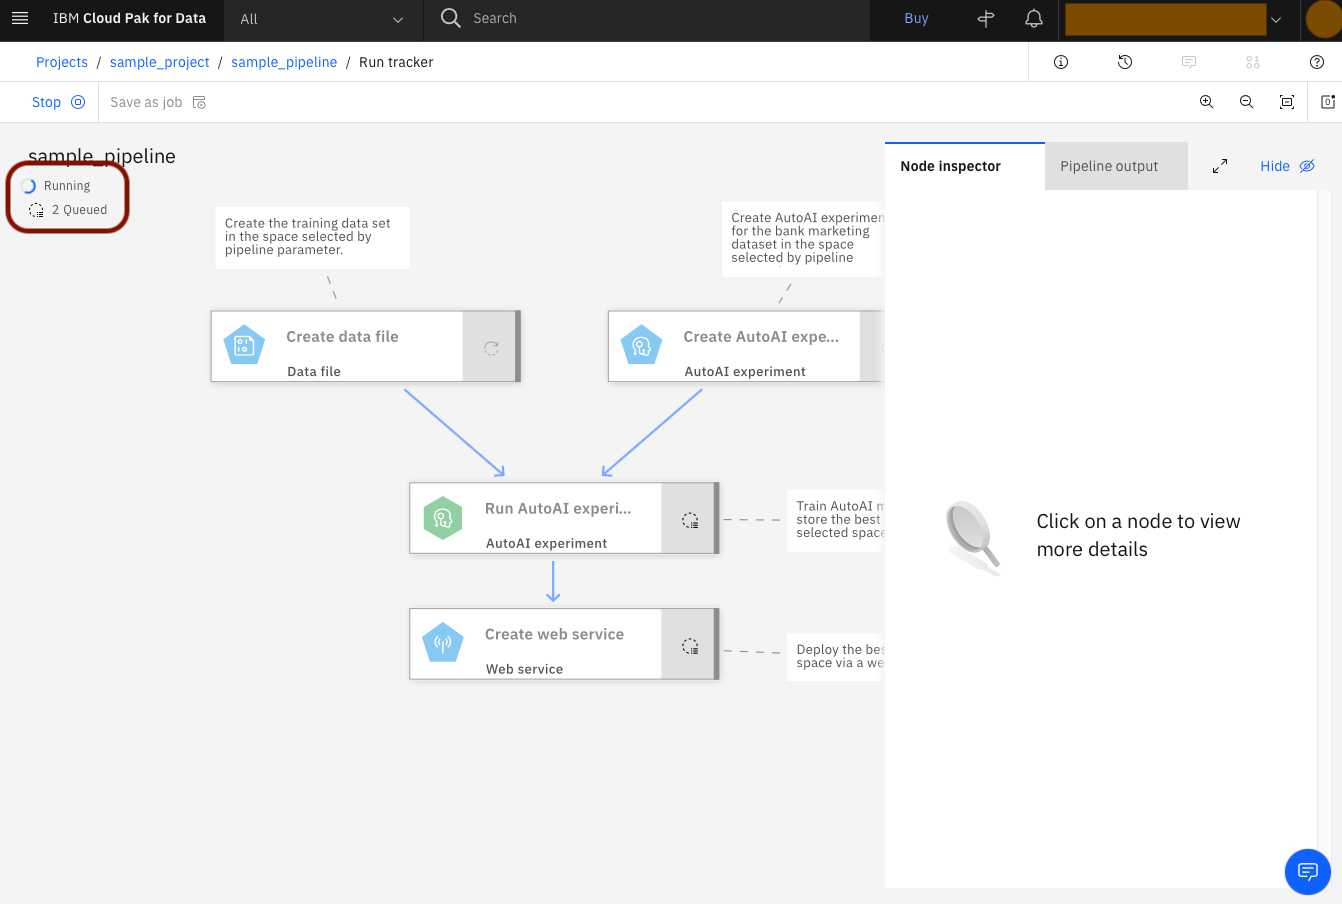 IBM Cloud Pak for Data
All
Search
Buy
Projects / sample_project / sample_pipeline / Run tracker
Stop
Save as job
sample_pipeline
Running
2 Queued
Create the training data set
in the space selected by
pipeline parameter.
Create AutoAI experimen
for the bank marketing
dataset in the space
selected by pipeline
Create data file
Data file
Create AutoAI expe...
AutoAI experiment
Run AutoAI experi...
AutoAI experiment
Train AutoAI m
store the best
selected space
Create web service
Web service
Deploy the bes
space via a we
Node inspector
Pipeline output
Hide
Click on a node to view
more details